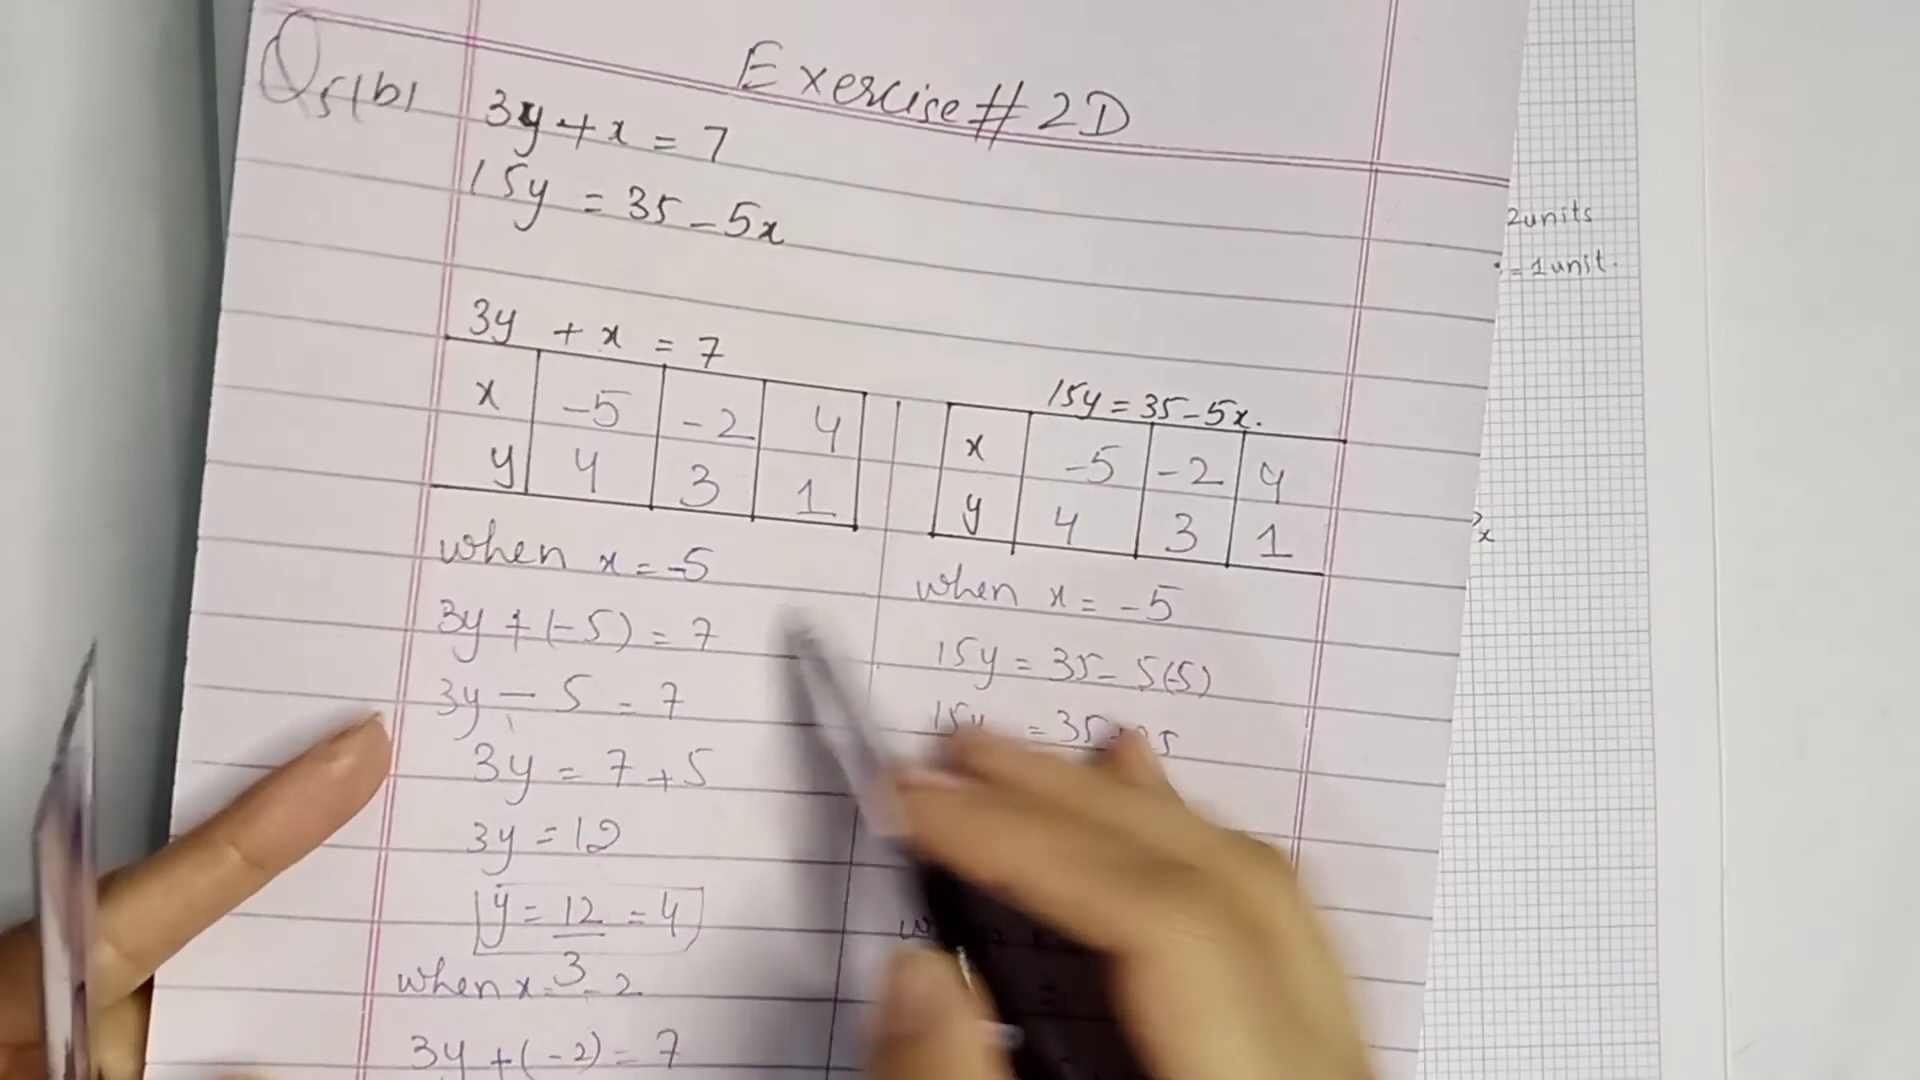 Exercise # 2D
Q5(b) 3y + x = 7
15y = 35 - 5x
3y + x = 7
x -5 -2 4
y 4 3 1
when x = -5
3y + (-5) = 7
3y - 5 = 7
3y = 7 + 5
3y = 12
y = 12/3 = 4
when x = -2
3y + (-2) = 7
15y = 35 - 5x.
x -5 -2 4
y 4 3 1
when x = -5
15y = 35 - 5(-5)
15y = 35
2units
= 1unit.
x